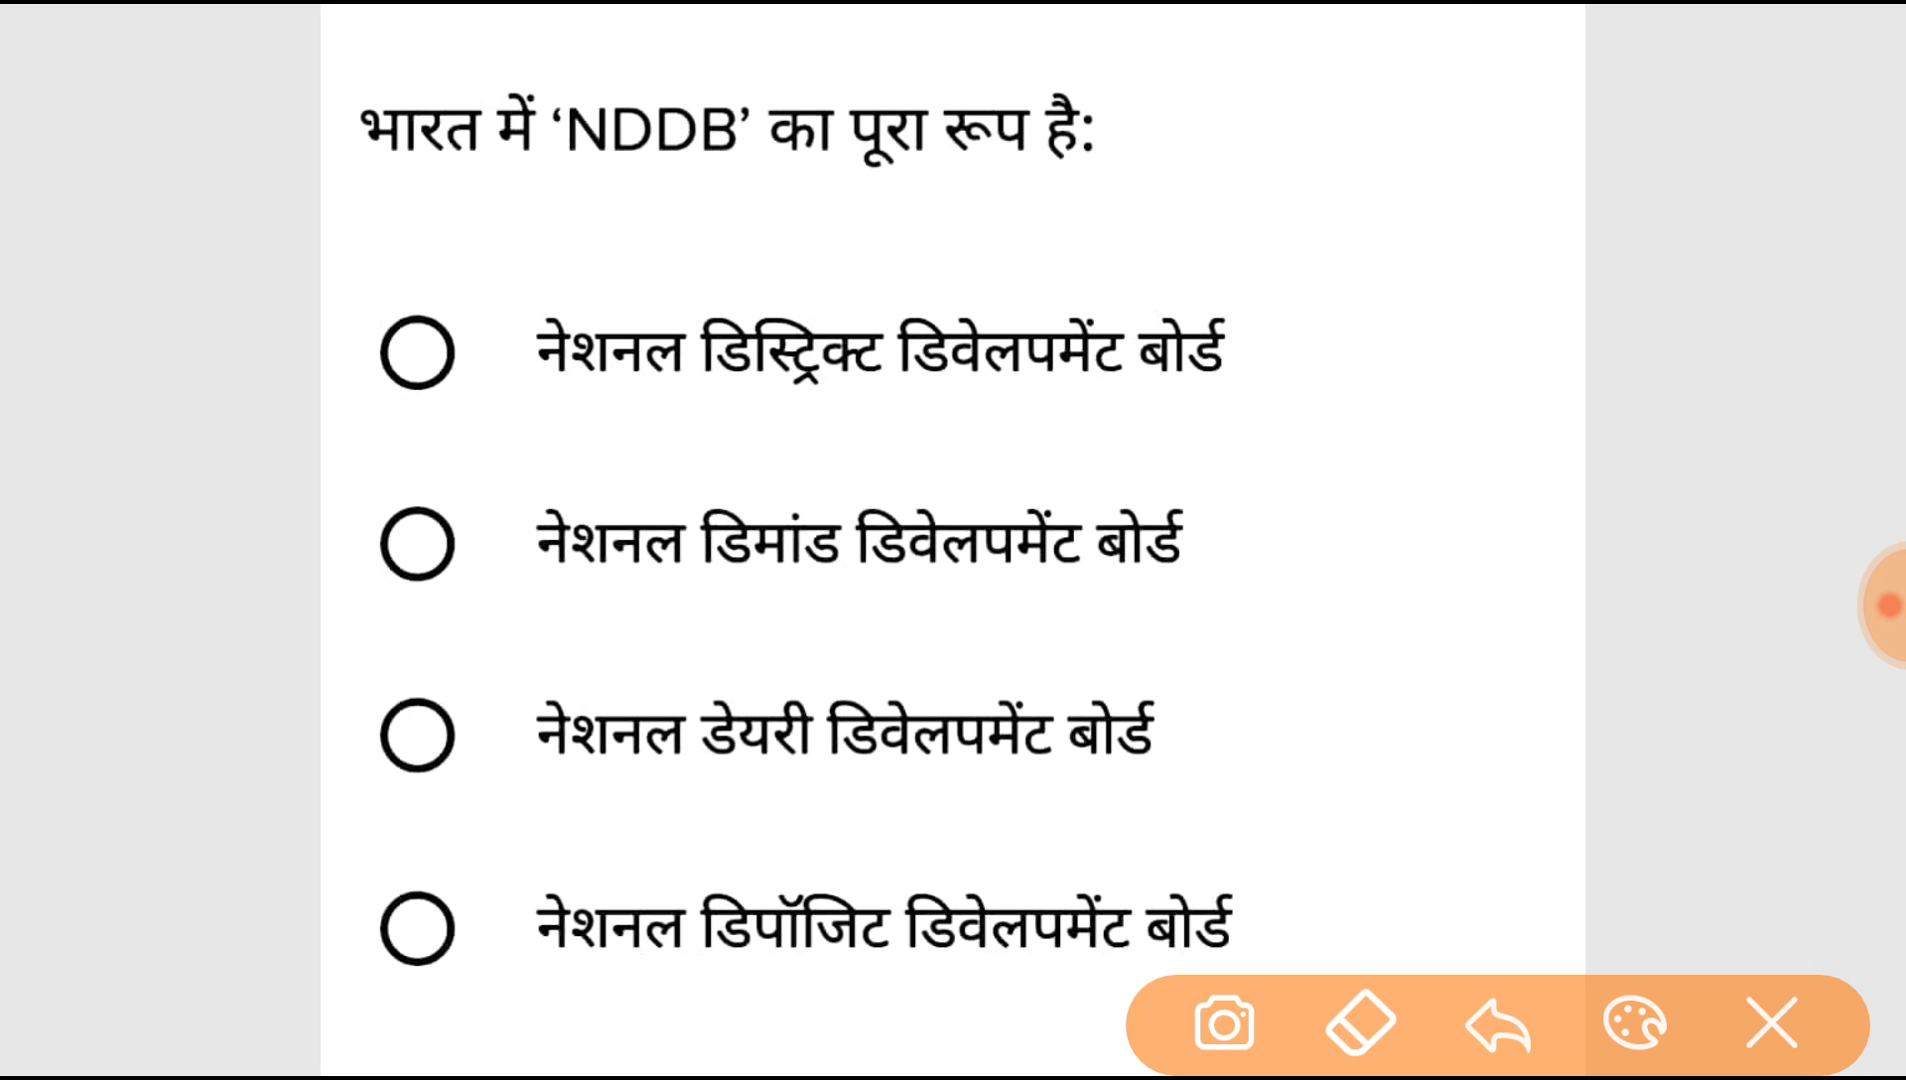 भारत में ‘NDDB’ का पूरा रूप है:
नेशनल डिस्ट्रिक्ट डिवेलपमेंट बोर्ड
नेशनल डिमांड डिवेलपमेंट बोर्ड
नेशनल डेयरी डिवेलपमेंट बोर्ड
नेशनल डिपॉजिट डिवेलपमेंट बोर्ड